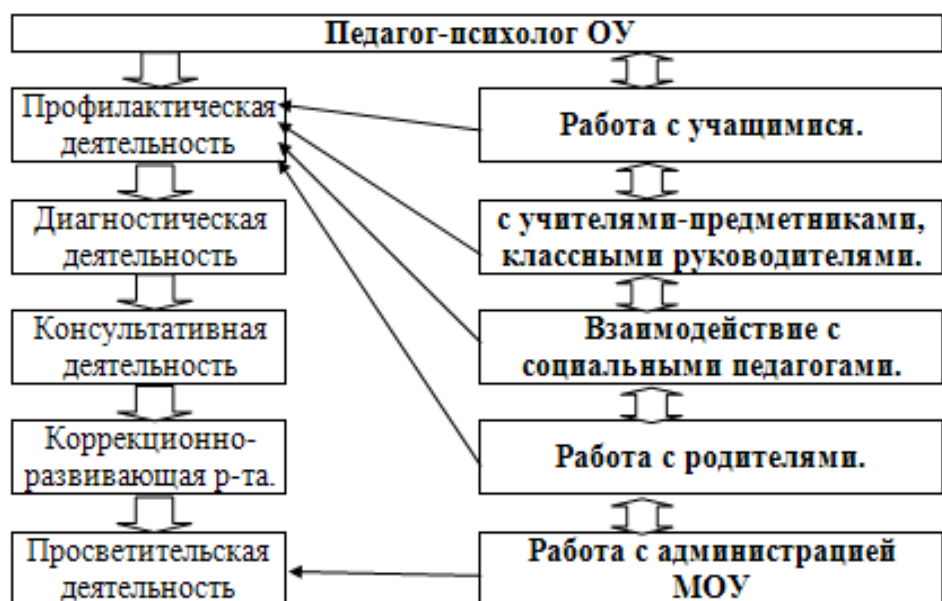 Педагог-психолог ОУ
Профилактическая
деятельность
Работа с учащимися.
Диагностическая
деятельность
с учителями-предметниками,
классными руководителями.
Консультативная
деятельность
Взаимодействие с
социальными педагогами.
Коррекционно-
развивающая р-та.
Работа с родителями.
Просветительская
деятельность
Работа с администрацией
МОУ